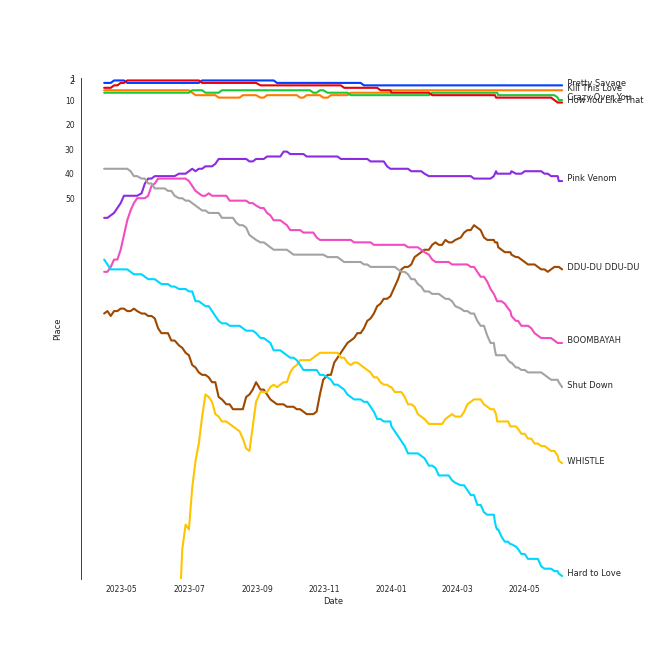 1
2
10
20
30
40
50
Place
Pretty Savage
Kill This Love
Crazy Over You
How You Like That
Pink Venom
DDU-DU DDU-DU
BOOMBAYAH
Shut Down
WHISTLE
Hard to Love
2023-05 2023-07 2023-09 2023-11 2024-01 2024-03 2024-05
Date